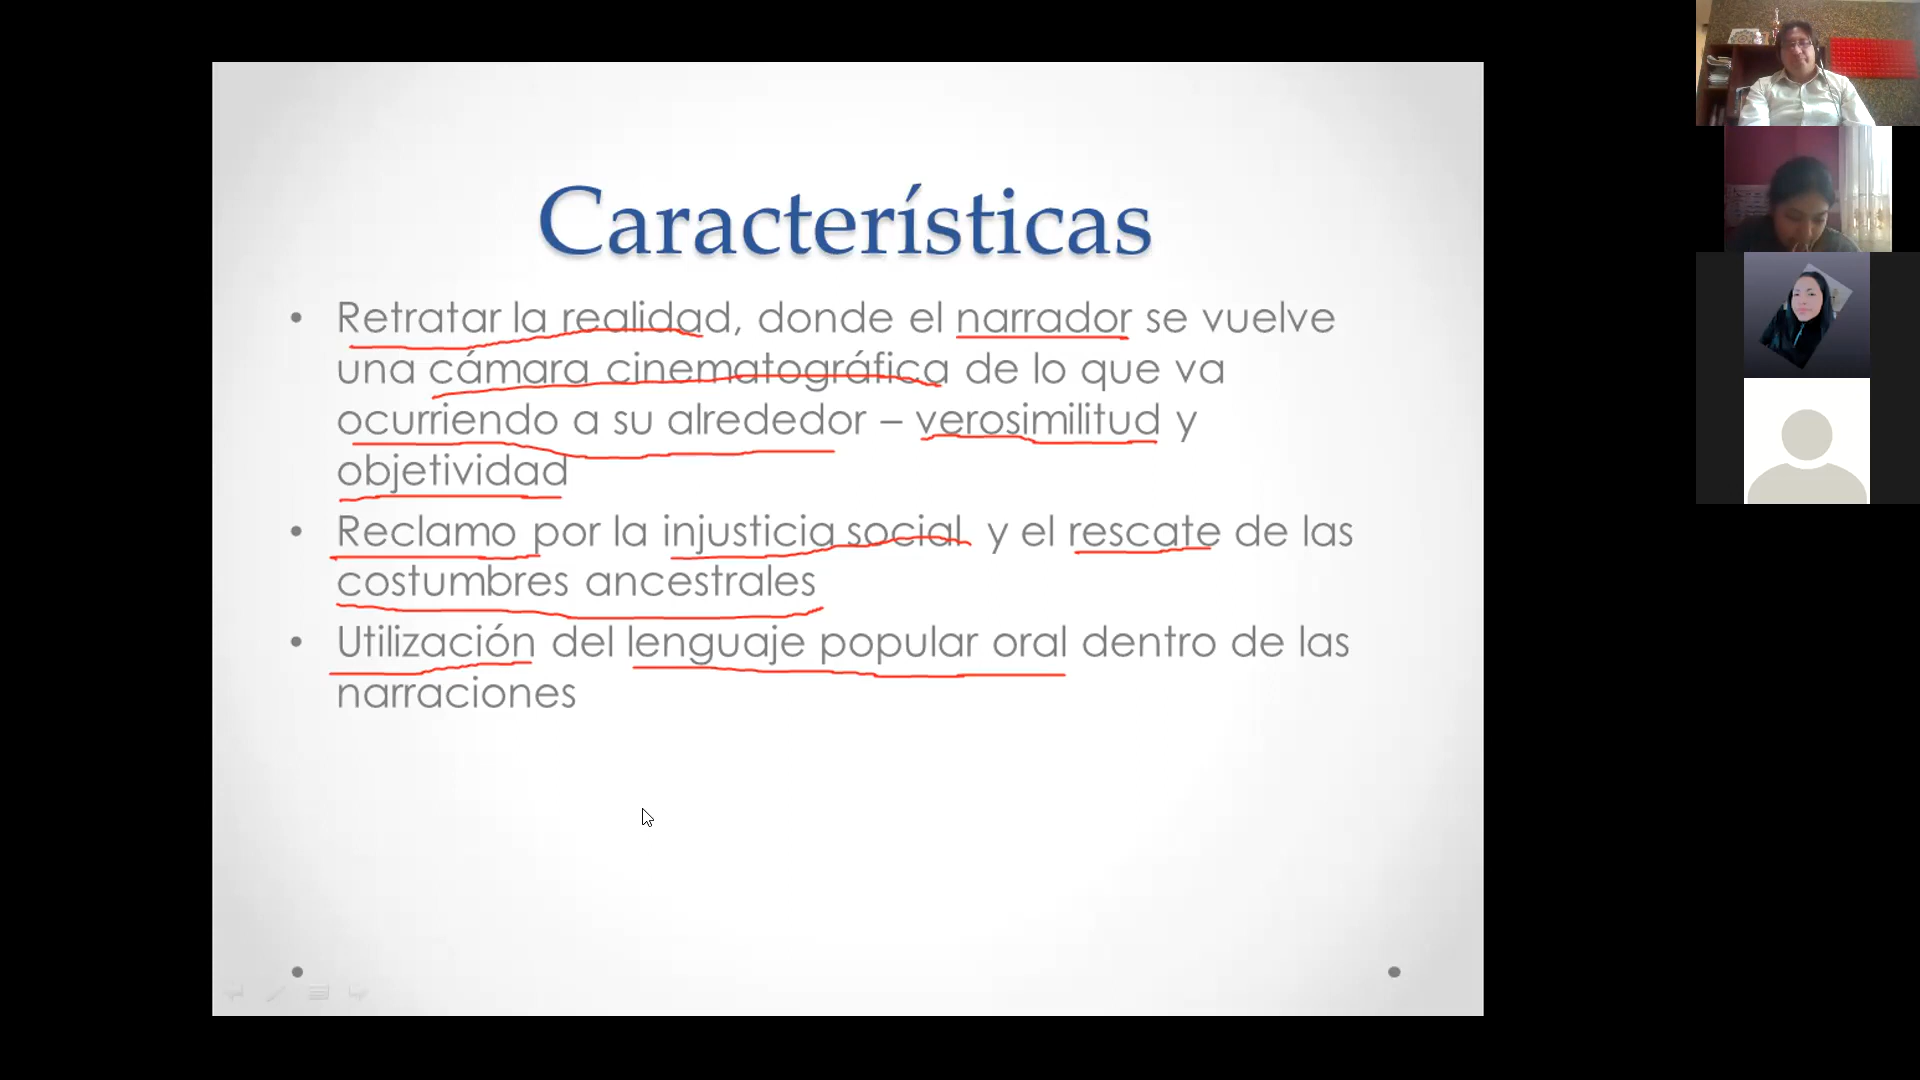 Características
• Retratar la realidad, donde el narrador se vuelve
una cámara cinematográfica de lo que va
ocurriendo a su alrededor – verosimilitud y
objetividad
• Reclamo por la injusticia social y el rescate de las
costumbres ancestrales
• Utilización del lenguaje popular oral dentro de las
narraciones